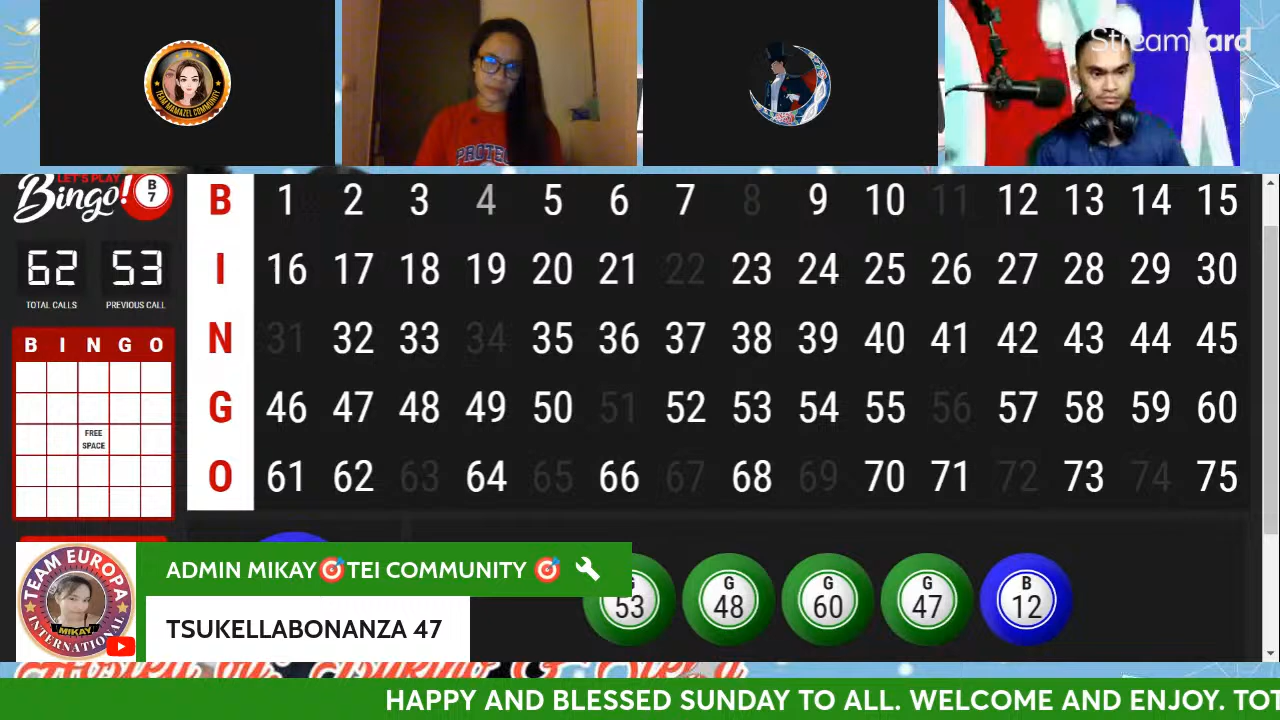 TEAM MAMAZEL COMMUNITY
StreamYard
LET'S PLAY
Bingo!
B
7
62
53
TOTAL CALLS
PREVIOUS CALL
B I N G O
FREE
SPACE
B 1 2 3 4 5 6 7 8 9 10 11 12 13 14 15
I 16 17 18 19 20 21 22 23 24 25 26 27 28 29 30
N 31 32 33 34 35 36 37 38 39 40 41 42 43 44 45
G 46 47 48 49 50 51 52 53 54 55 56 57 58 59 60
O 61 62 63 64 65 66 67 68 69 70 71 72 73 74 75
G
53
G
48
G
60
G
47
B
12
TEAM EUROPA
MIKAY
INTERNATIONAL
ADMIN MIKAY🎯TEI COMMUNITY 🎯 🔧
TSUKELLABONANZA 47
HAPPY AND BLESSED SUNDAY TO ALL. WELCOME AND ENJOY. TOT